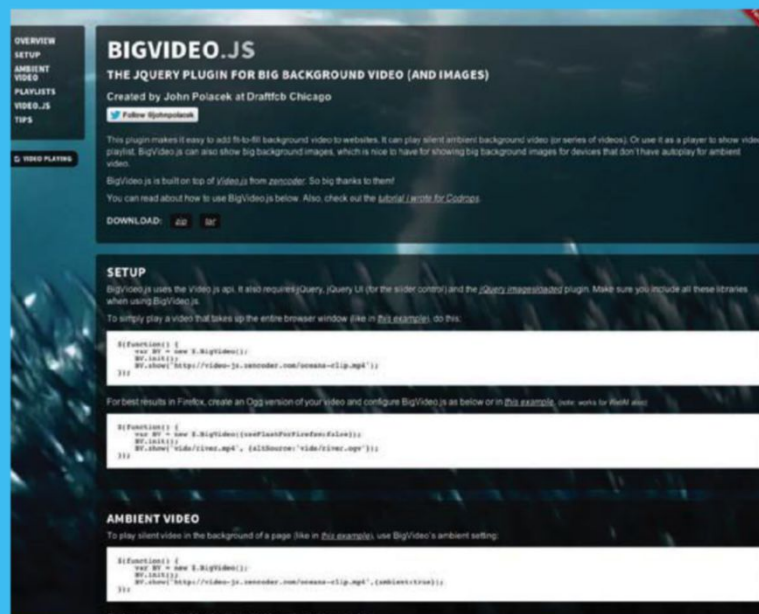 OVERVIEW
SETUP
AMBIENT
VIDEO
PLAYLISTS
VIDEO.JS
TIPS
VIDEO PLAYING
BIGVIDEO.JS
THE JQUERY PLUGIN FOR BIG BACKGROUND VIDEO (AND IMAGES)
Created by John Polacek at Draftfcb Chicago
Follow @johnpolacek
This plugin makes it easy to add fit-to-fill background video to websites. It can play silent ambient background video (or series of videos). Or use it as a player to show video
playlist. BigVideo.js can also show big background images, which is nice to have for showing big background images for devices that don't have autoplay for ambient
video.
BigVideo.js is built on top of Video.js from zencoder. So big thanks to them!
You can read about how to use BigVideo.js below. Also, check out the tutorial I wrote for Codrops.
DOWNLOAD: zip tar
SETUP
BigVideo.js uses the Video.js api. It also requires jQuery, jQuery UI (for the slider control) and the jQuery imagesloaded plugin. Make sure you include all these libraries
when using BigVideo.js.
To simply play a video that takes up the entire browser window (like in this example), do this:
$(function() {
var BV = new $.BigVideo();
BV.init();
BV.show('http://video-js.zencoder.com/oceans-clip.mp4');
});
For best results in Firefox, create an Ogg version of your video and configure BigVideo.js as below or in this example. (note: works for WebM also)
$(function() {
var BV = new $.BigVideo({useFlashForFirefox:false});
BV.init();
BV.show('vids/river.mp4', {altSource:'vids/river.ogv'});
});
AMBIENT VIDEO
To play silent video in the background of a page (like in this example), use BigVideo's ambient setting:
$(function() {
var BV = new $.BigVideo();
BV.init();
BV.show('http://video-js.zencoder.com/oceans-clip.mp4',{ambient:true});
});